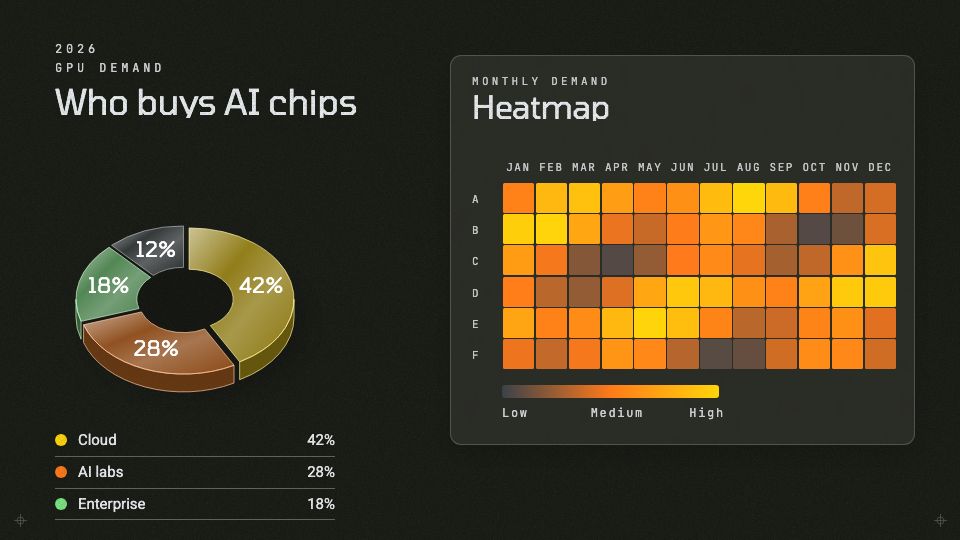 2026
GPU DEMAND
Who buys AI chips
12%
42%
18%
28%
Cloud 42%
AI labs 28%
Enterprise 18%
MONTHLY DEMAND
Heatmap
JAN FEB MAR APR MAY JUN JUL AUG SEP OCT NOV DEC
A
B
C
D
E
F
Low Medium High